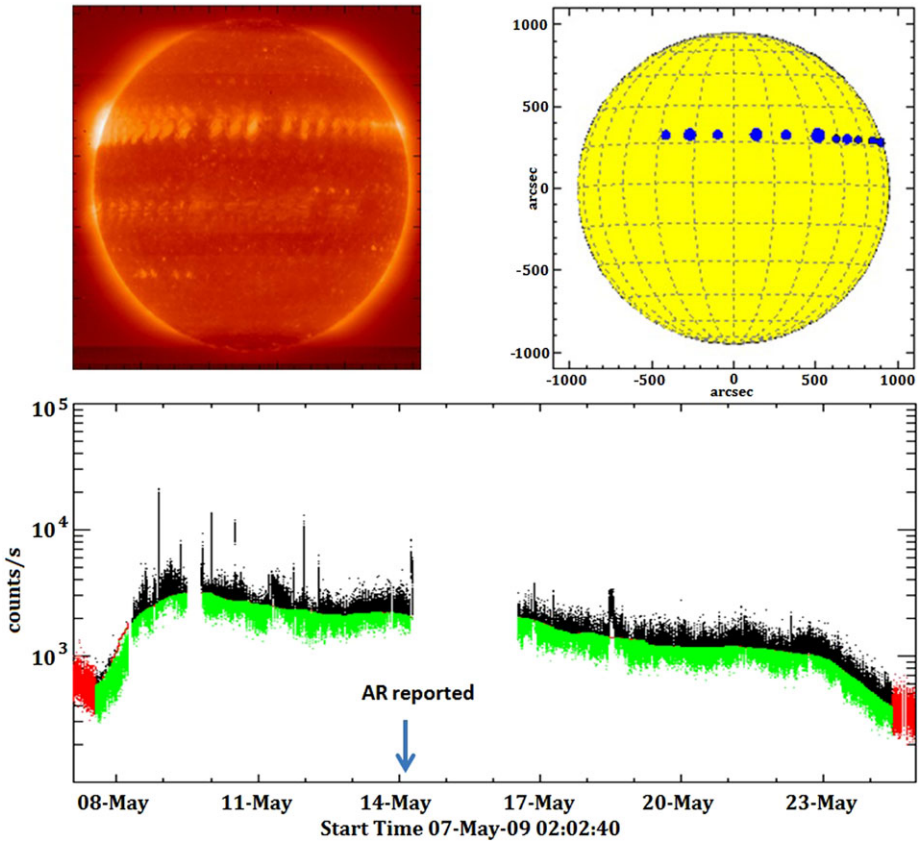 1000
500
0
-500
-1000
arcsec
-1000 -500 0 500 1000
arcsec
10^5
10^4
10^3
counts/s
AR reported
08-May 11-May 14-May 17-May 20-May 23-May
Start Time 07-May-09 02:02:40